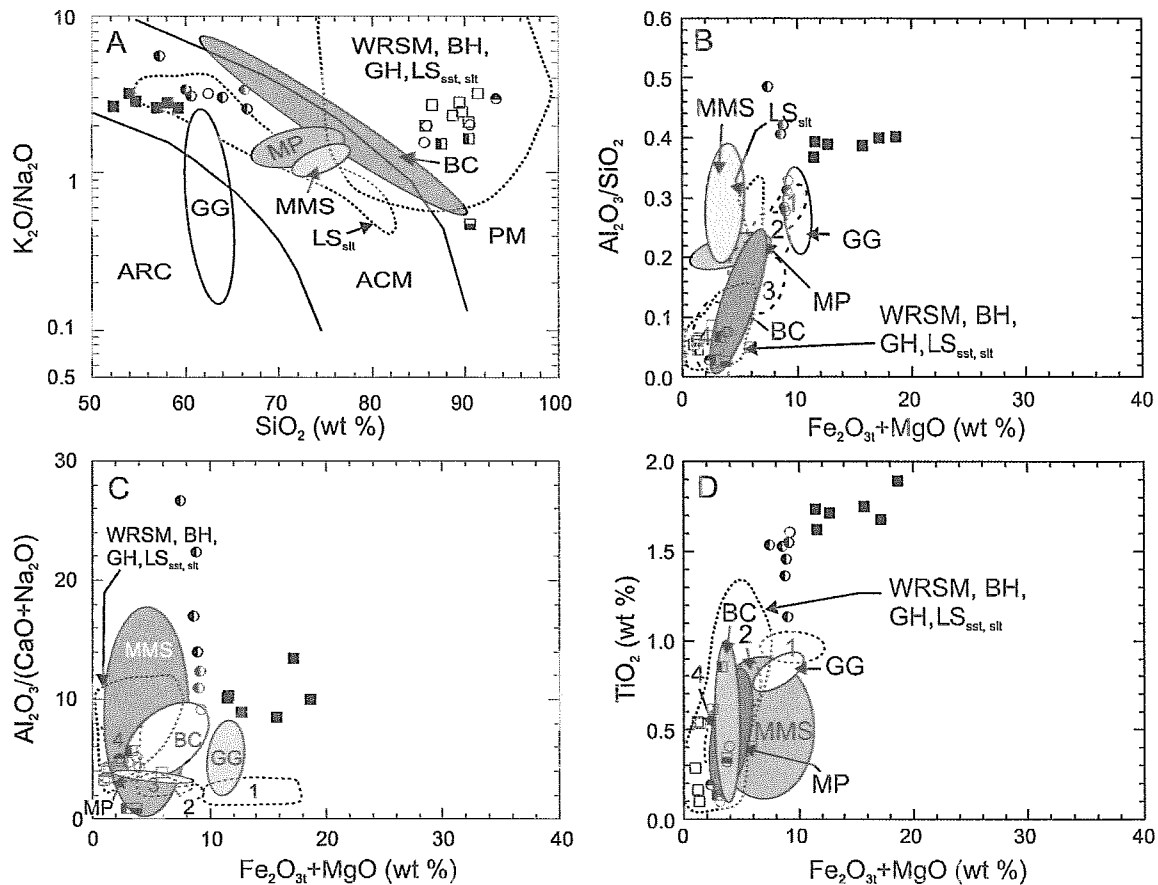 A
WRSM, BH,
GH,LSsst, slt
MP
BC
GG
MMS
LSslt
PM
ARC
ACM
K2O/Na2O
10
1
0.1
0.5
50 60 70 80 90 100
SiO2 (wt %)
B
MMS
LSslt
1
2
GG
3
MP
BC
WRSM, BH,
GH,LSsst, slt
4
Al2O3/SiO2
0.6
0.5
0.4
0.3
0.2
0.1
0.0
0 10 20 30 40
Fe2O3t+MgO (wt %)
C
WRSM, BH,
GH,LSsst, slt
MMS
4
BC
GG
MP
3
2
1
Al2O3/(CaO+Na2O)
30
20
10
0
0 10 20 30 40
Fe2O3t+MgO (wt %)
D
WRSM, BH,
GH,LSsst, slt
BC
2
1
GG
4
MMS
MP
TiO2 (wt %)
2.0
1.5
1.0
0.5
0.0
0 10 20 30 40
Fe2O3t+MgO (wt %)